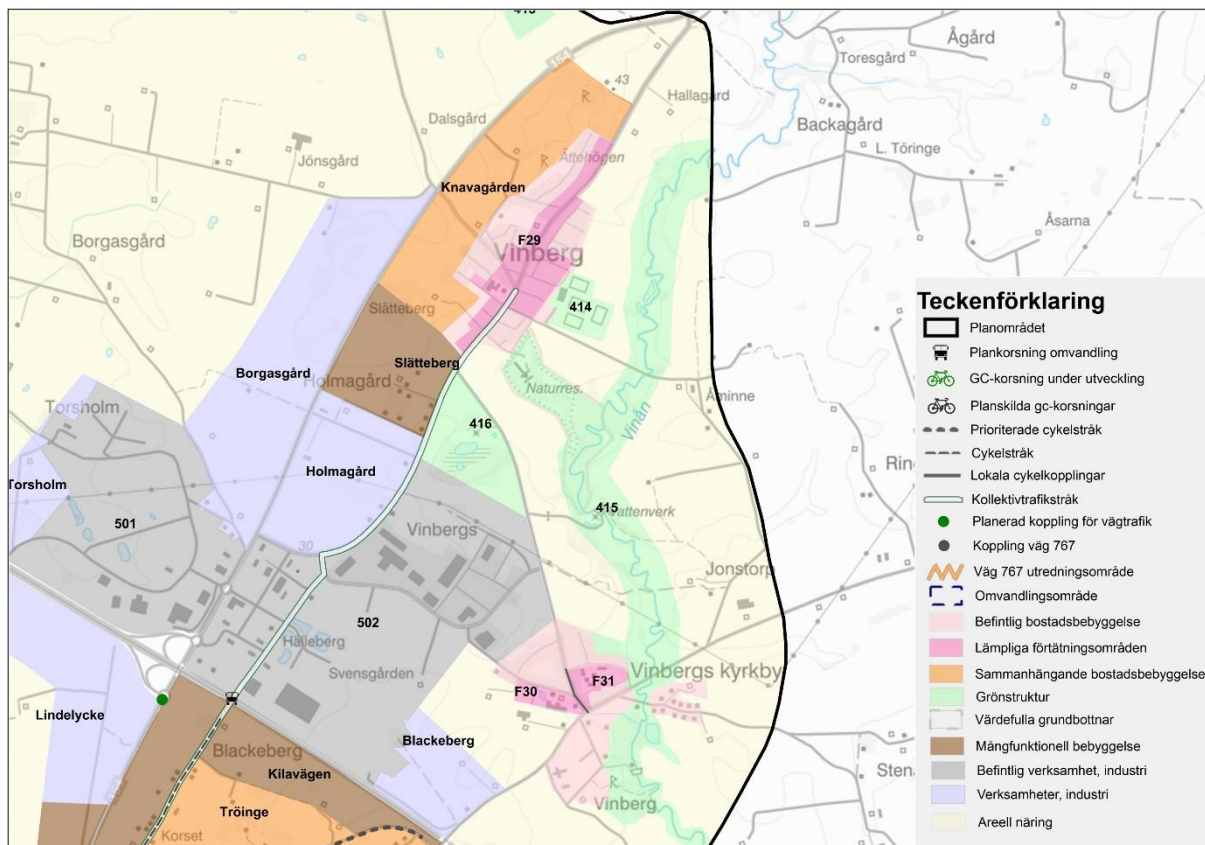 413
Ågård
154
Toresgård
43
Hallagård
Dalsgård
Backagård
Jönsgård
L. Töringe
Ättehögen
Knavagården
Åsarna
Borgasgård
F29
Vinberg
Slätteberg
414
Slätteberg
Borgasgård
Holmagård
Naturres.
Torsholm
Åminne
Vinån
416
Holmagård
Torsholm
501
Vinbergs
415
Vattenverk
30
Jonstorp
502
Hälleberg
Svensgården
Vinbergs kyrkby
F30
F31
Lindelycke
Blackeberg
Blackeberg
Kilavägen
Vinberg
Tröinge
Korset
Teckenförklaring
Planområdet
Plankorsning omvandling
GC-korsning under utveckling
Planskilda gc-korsningar
Prioriterade cykelstråk
Cykelstråk
Lokala cykelkopplingar
Kollektivtrafikstråk
Planerad koppling för vägtrafik
Koppling väg 767
Väg 767 utredningsområde
Omvandlingsområde
Befintlig bostadsbebyggelse
Lämpliga förtätningsområden
Sammanhängande bostadsbebyggelse
Grönstruktur
Värdefulla grundbottnar
Mångfunktionell bebyggelse
Befintlig verksamhet, industri
Verksamheter, industri
Areell näring